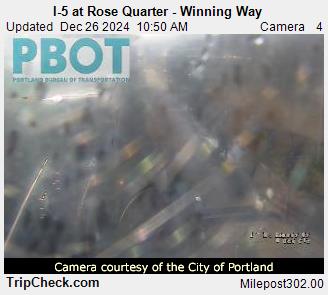 I-5 at Rose Quarter - Winning Way
Updated Dec 26 2024 10:50 AM Camera 4
PBOT
PORTLAND BUREAU OF TRANSPORTATION
Camera courtesy of the City of Portland
TripCheck.com Milepost302.00